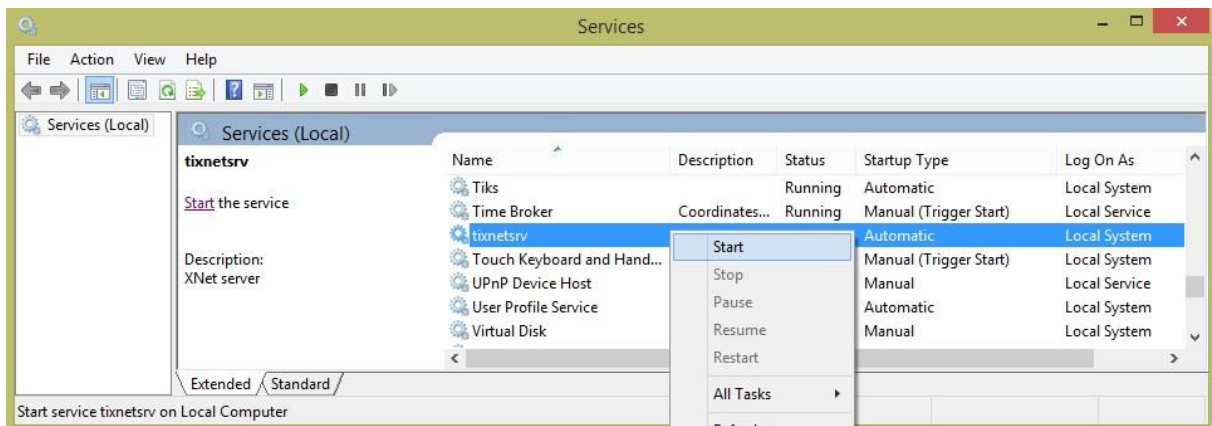 Services
File Action View Help
Services (Local)
Services (Local)
tixnetsrv
Start the service
Description:
XNet server
Name Description Status Startup Type Log On As
Tiks Running Automatic Local System
Time Broker Coordinates... Running Manual (Trigger Start) Local Service
tixnetsrv Automatic Local System
Touch Keyboard and Hand... Manual (Trigger Start) Local System
UPnP Device Host Manual Local Service
User Profile Service Automatic Local System
Virtual Disk Manual Local System
Start
Stop
Pause
Resume
Restart
All Tasks
Extended Standard
Start service tixnetsrv on Local Computer